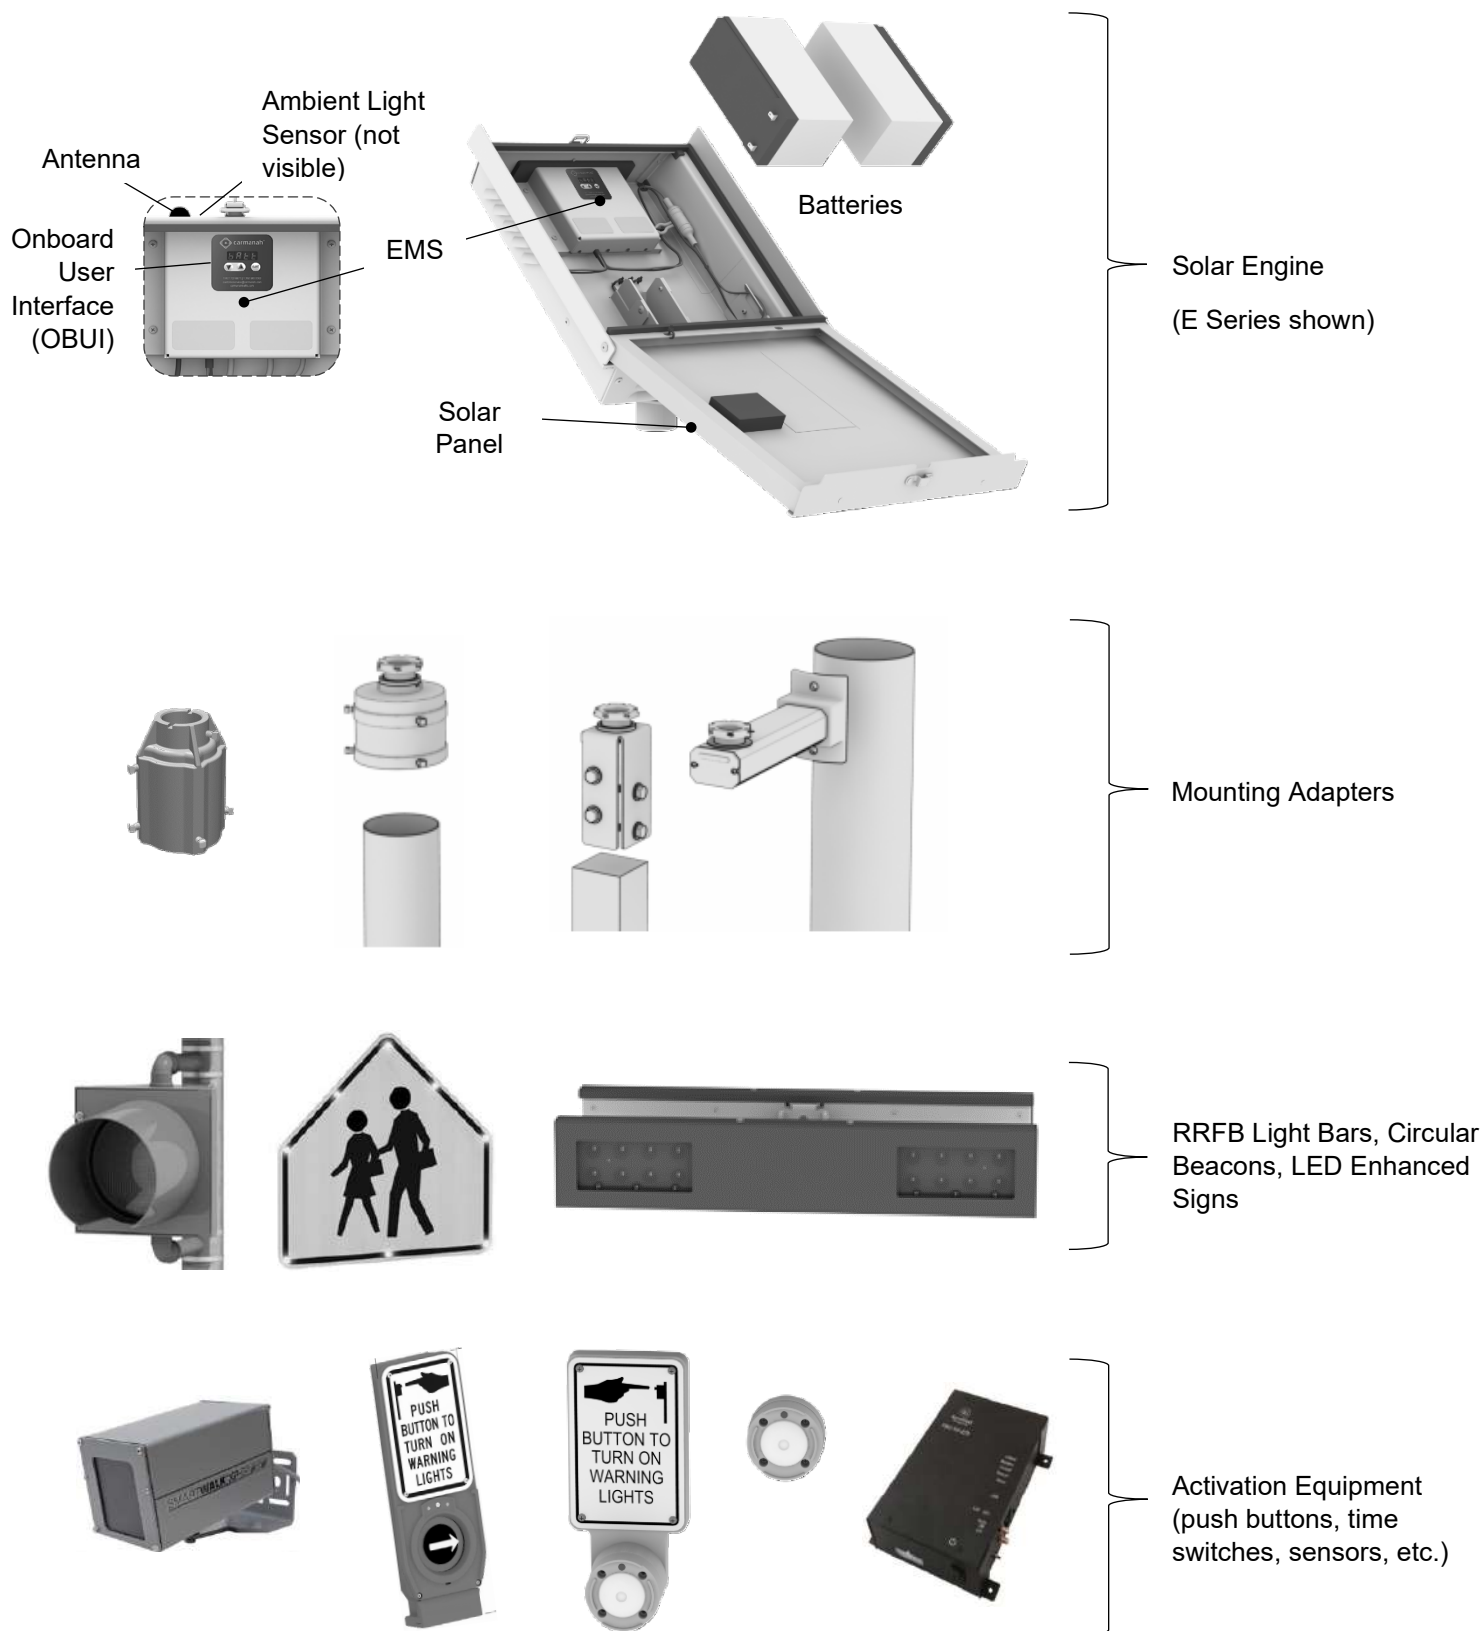 Ambient Light
Sensor (not
visible)
Antenna
Onboard
User
Interface
(OBUI)
carmanah
EMS
Batteries
Solar
Panel
Solar Engine
(E Series shown)
Mounting Adapters
RRFB Light Bars, Circular
Beacons, LED Enhanced
Signs
SMARTWALK
PUSH
BUTTON TO
TURN ON
WARNING
LIGHTS
PUSH
BUTTON TO
TURN ON
WARNING
LIGHTS
Activation Equipment
(push buttons, time
switches, sensors, etc.)